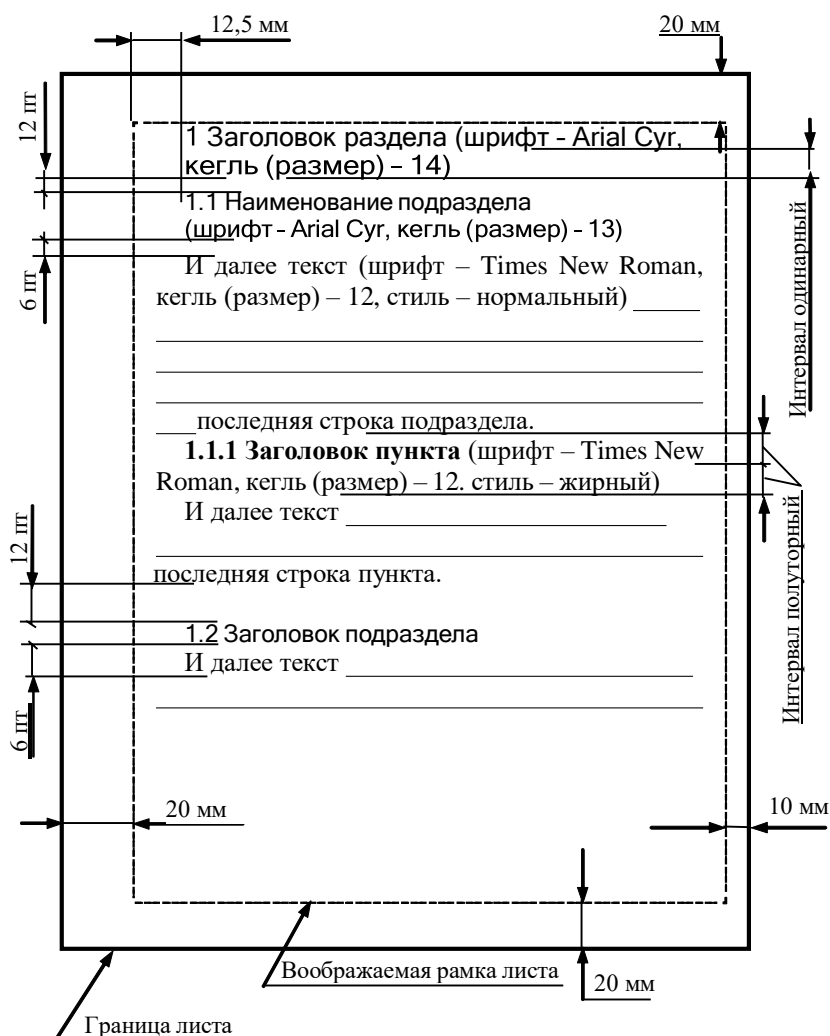 12,5 мм
20 мм
12 пт
1 Заголовок раздела (шрифт - Arial Cyr,
кегль (размер) – 14)
1.1 Наименование подраздела
(шрифт – Arial Cyr, кегль (размер) – 13)
6 пт
И далее текст (шрифт – Times New Roman,
кегль (размер) – 12, стиль – нормальный)
Интервал одинарный
последняя строка подраздела.
1.1.1 Заголовок пункта (шрифт – Times New
Roman, кегль (размер) – 12. стиль – жирный)
И далее текст
12 пт
последняя строка пункта.
Интервал полуторный
1.2 Заголовок подраздела
И далее текст
6 пт
20 мм
10 мм
Воображаемая рамка листа
20 мм
Граница листа